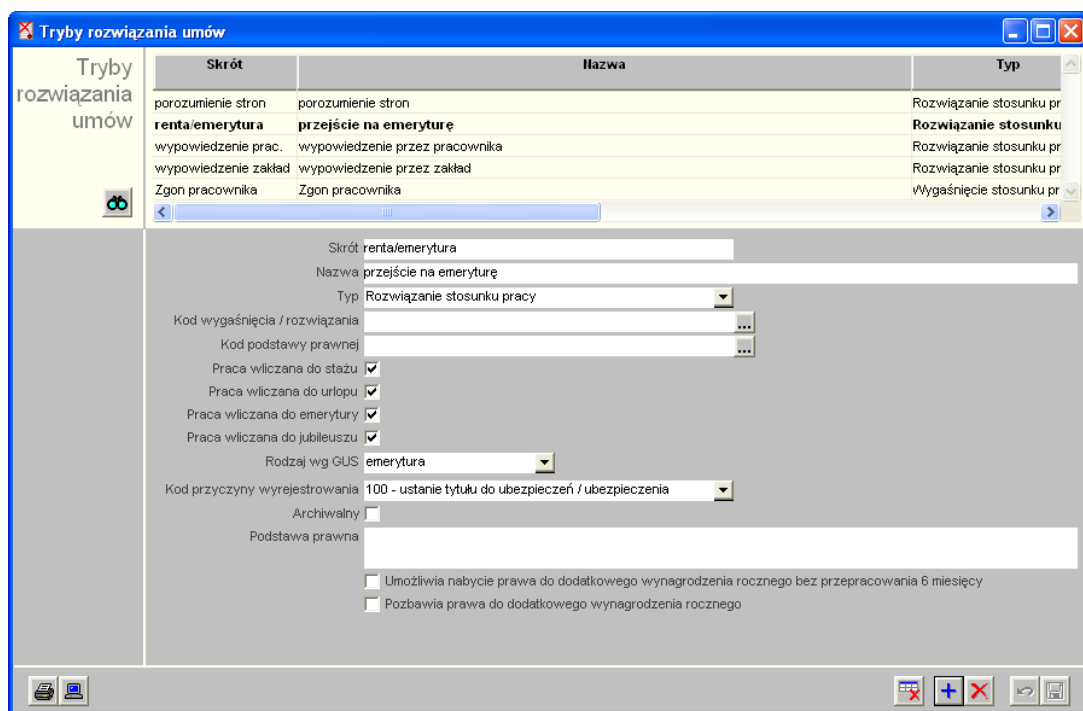 Tryby rozwiązania umów
Tryby
rozwiązania
umów
Skrót Nazwa Typ
porozumienie stron porozumienie stron Rozwiązanie stosunku pr
renta/emerytura przejście na emeryturę Rozwiązanie stosunku
wypowiedzenie prac. wypowiedzenie przez pracownika Rozwiązanie stosunku pr
wypowiedzenie zakład wypowiedzenie przez zakład Rozwiązanie stosunku pr
Zgon pracownika Zgon pracownika Wygaśnięcie stosunku pr
Skrót renta/emerytura
Nazwa przejście na emeryturę
Typ Rozwiązanie stosunku pracy
Kod wygaśnięcia / rozwiązania ...
Kod podstawy prawnej ...
Praca wliczana do stażu
Praca wliczana do urlopu
Praca wliczana do emerytury
Praca wliczana do jubileuszu
Rodzaj wg GUS emerytura
Kod przyczyny wyrejestrowania 100 - ustanie tytułu do ubezpieczeń / ubezpieczenia
Archiwalny
Podstawa prawna
Umożliwia nabycie prawa do dodatkowego wynagrodzenia rocznego bez przepracowania 6 miesięcy
Pozbawia prawa do dodatkowego wynagrodzenia rocznego